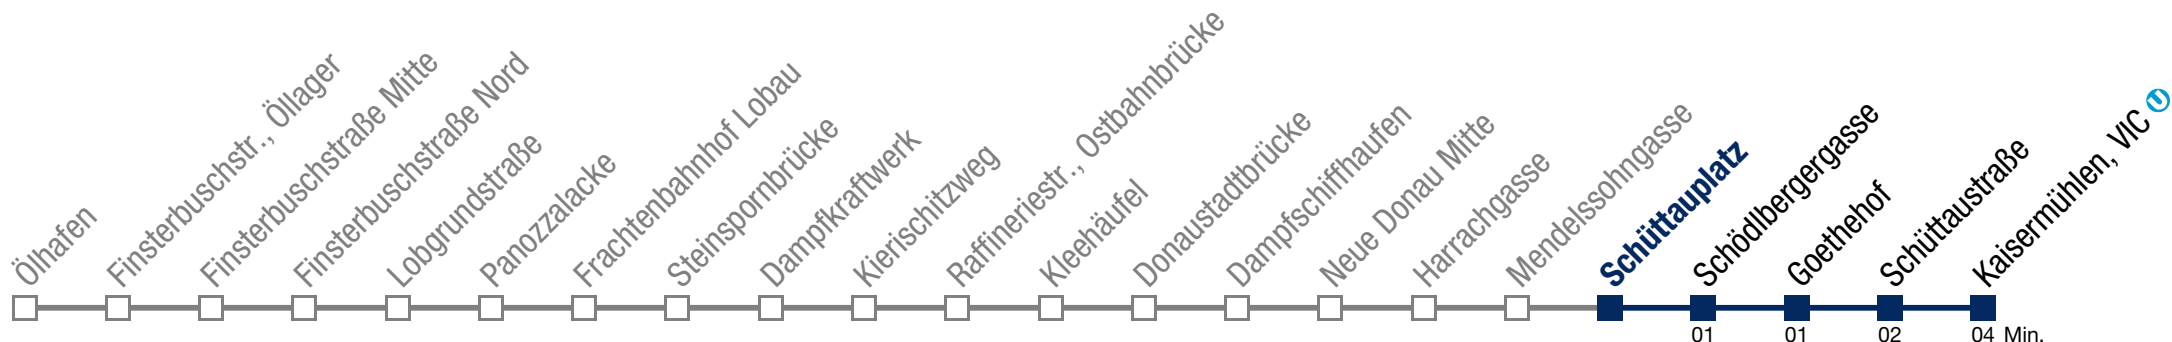 Ölhafen
Finsterbuschstr., Öllager
Finsterbuschstraße Mitte
Finsterbuschstraße Nord
Lobgrundstraße
Panozzalacke
Frachtenbahnhof Lobau
Steinspornbrücke
Dampfkraftwerk
Kierischitzweg
Raffineriestr., Ostbahnbrücke
Kleehäufel
Donaustadtbrücke
Dampfschiffhaufen
Neue Donau Mitte
Harrachgasse
Mendelssohngasse
Schüttauplatz
Schödlbergergasse
Goethehof
Schüttaustraße
Kaisermühlen, VIC U
01 01 02 04 Min.